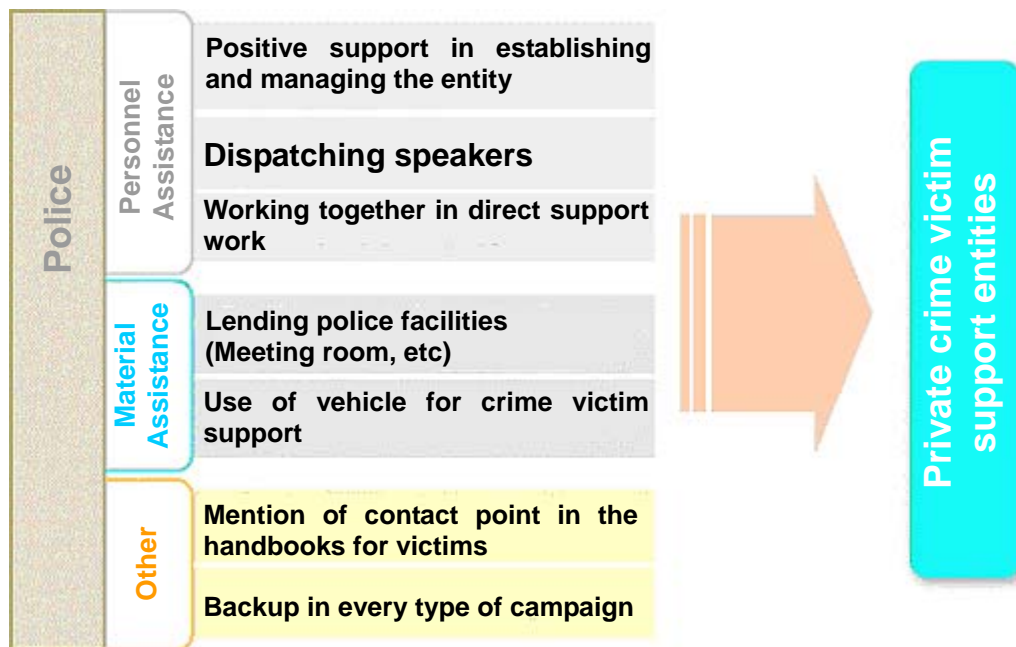 Police
Personnel
Assistance
Positive support in establishing
and managing the entity
Dispatching speakers
Working together in direct support
work
Material
Assistance
Lending police facilities
(Meeting room, etc)
Use of vehicle for crime victim
support
Other
Mention of contact point in the
handbooks for victims
Backup in every type of campaign
Private crime victim
support entities